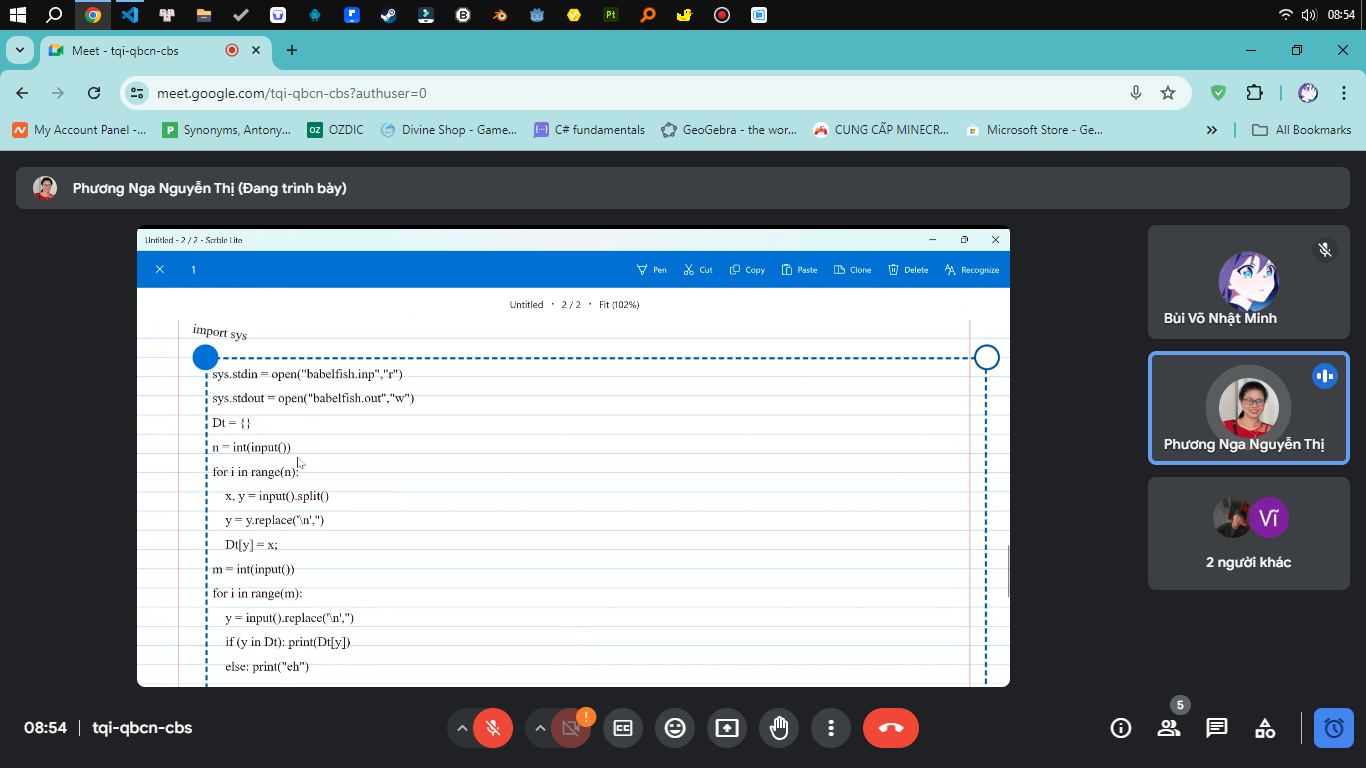 08:54
Meet - tqi-qbcn-cbs
meet.google.com/tqi-qbcn-cbs?authuser=0
My Account Panel -...
Synonyms, Antony...
OZDIC
Divine Shop - Game...
C# fundamentals
GeoGebra - the wor...
CUNG CẤP MINECR...
Microsoft Store - Ge...
All Bookmarks
Phương Nga Nguyễn Thị (Đang trình bày)
Untitled - 2 / 2 - Scrble Lite
1
Pen
Cut
Copy
Paste
Clone
Delete
Recognize
Untitled • 2 / 2 • Fit (102%)
import sys
sys.stdin = open("babelfish.inp","r")
sys.stdout = open("babelfish.out","w")
Dt = {}
n = int(input())
for i in range(n):
x, y = input().split()
y = y.replace('\n','')
Dt[y] = x;
m = int(input())
for i in range(m):
y = input().replace('\n','')
if (y in Dt): print(Dt[y])
else: print("eh")
Bùi Võ Nhật Minh
Phương Nga Nguyễn Thị
Vĩ
2 người khác
08:54 | tqi-qbcn-cbs
5